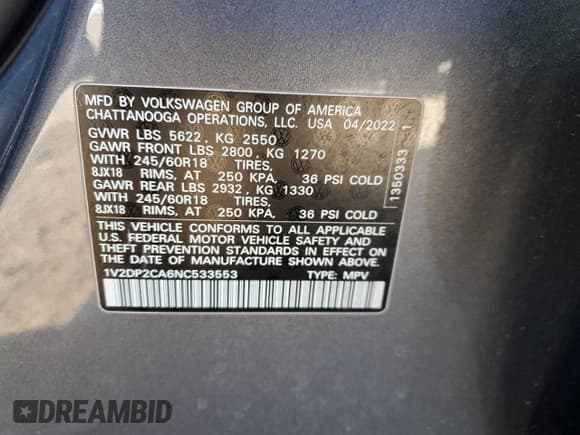 MFD BY VOLKSWAGEN GROUP OF AMERICA
CHATTANOOGA OPERATIONS, LLC. USA 04/2022
GVWR LBS 5622, KG 2550
GAWR FRONT LBS 2800, KG 1270
WITH 245/60R18 TIRES,
8JX18 RIMS, AT 250 KPA, 36 PSI COLD
GAWR REAR LBS 2932, KG 1330
WITH 245/60R18 TIRES,
8JX18 RIMS, AT 250 KPA, 36 PSI COLD
THIS VEHICLE CONFORMS TO ALL APPLICABLE
U.S. FEDERAL MOTOR VEHICLE SAFETY AND
THEFT PREVENTION STANDARDS IN EFFECT ON
THE DATE OF MANUFACTURE SHOWN ABOVE.
1V2DP2CA6NC533553 TYPE: MPV
1350333 1
DREAMBID